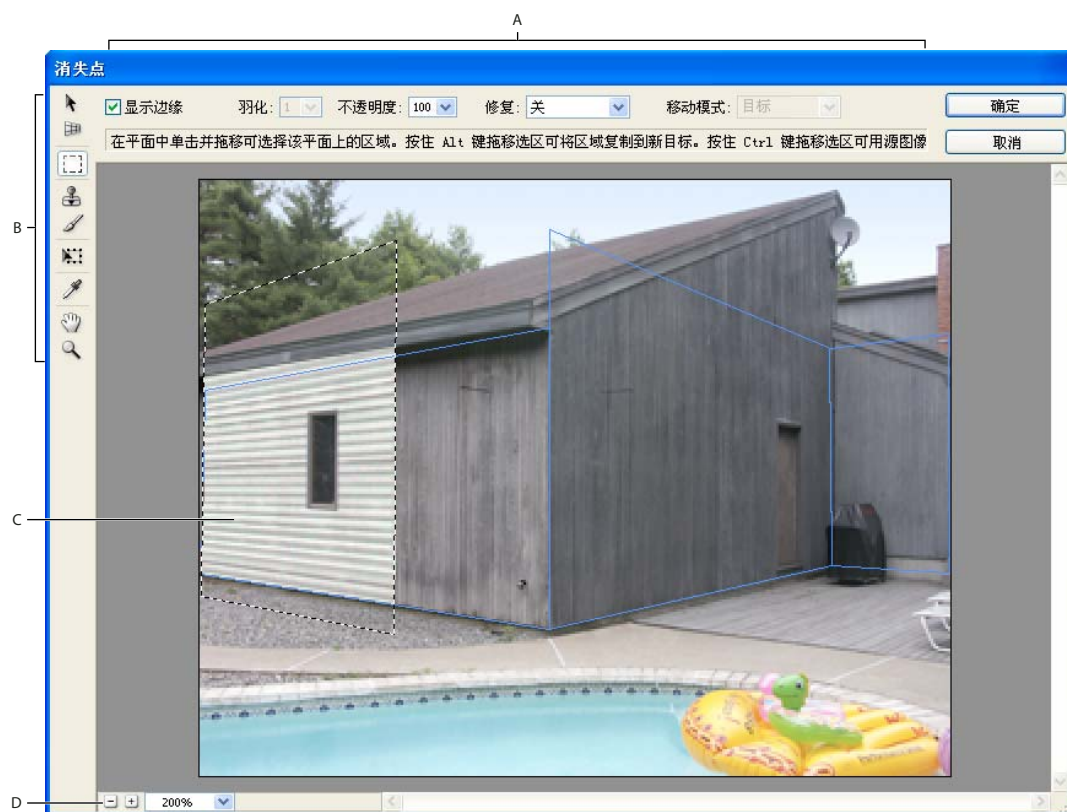 A
消失点
显示边缘 羽化: 1 不透明度: 100 修复: 关 移动模式: 目标 确定
在平面中单击并拖移可选择该平面上的区域。按住 Alt 键拖移选区可将区域复制到新目标。按住 Ctrl 键拖移选区可用源图像 取消
B
C
D
200%